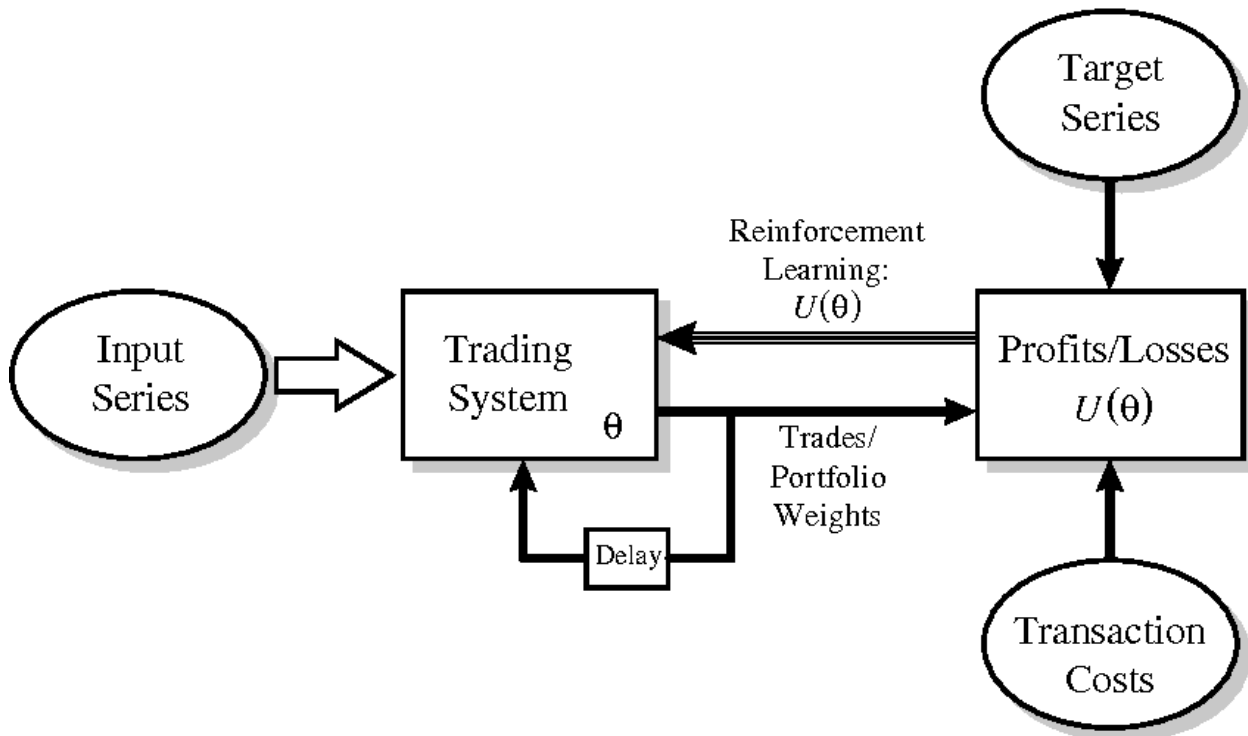 Target
Series
Reinforcement
Learning:
U(θ)
Input
Series
Trading
System
θ
Profits/Losses
U(θ)
Trades/
Portfolio
Weights
Delay
Transaction
Costs